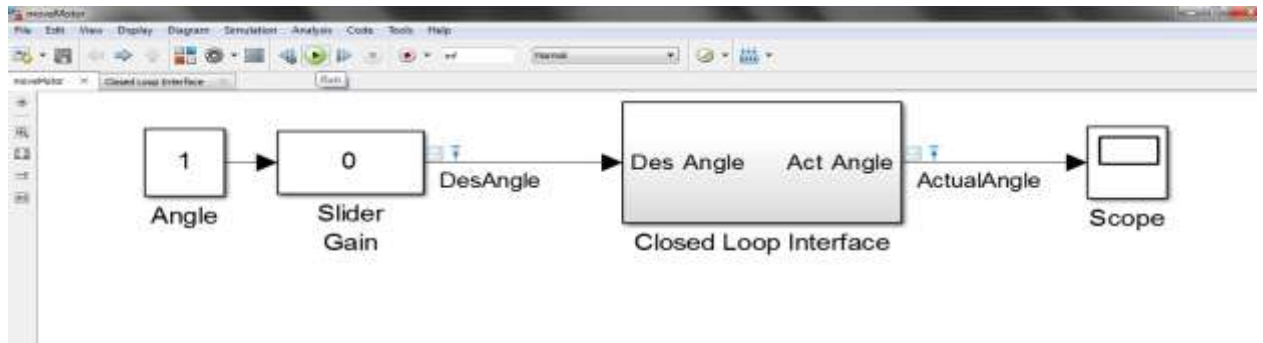 moveMotor
File Edit View Display Diagram Simulation Analysis Code Tools Help
inf Normal
moveMotor × Closed Loop Interface ×
Run
1
Angle
0
Slider
Gain
DesAngle
Des Angle Act Angle
Closed Loop Interface
ActualAngle
Scope